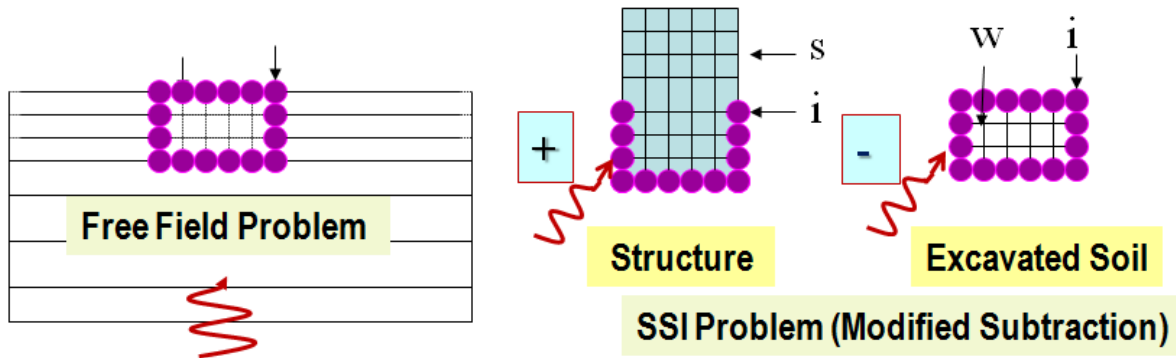 s
w
i
i
+
-
Free Field Problem
Structure
Excavated Soil
SSI Problem (Modified Subtraction)